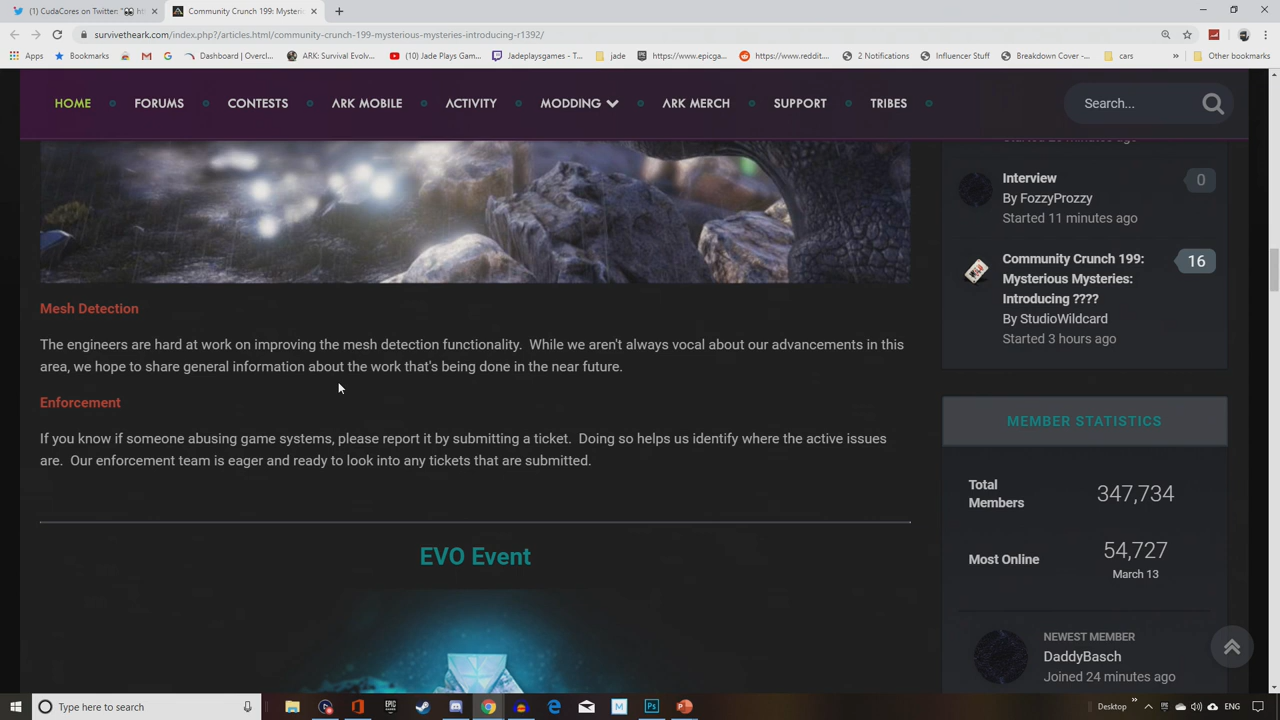 (1) CudaCores on Twitter: "👀 ht
Community Crunch 199: Mysterie
survivetheark.com/index.php?/articles.html/community-crunch-199-mysterious-mysteries-introducing-r1392/
Apps
Bookmarks
Gaming
Dashboard | Overcl...
ARK: Survival Evolv...
(10) Jade Plays Gam...
Jadeplaysgames - T...
jade
https://www.epicga...
https://www.reddit....
2 Notifications
Influencer Stuff
Breakdown Cover -...
cars
»
Other bookmarks
HOME
FORUMS
CONTESTS
ARK MOBILE
ACTIVITY
MODDING
ARK MERCH
SUPPORT
TRIBES
Search...
Mesh Detection
The engineers are hard at work on improving the mesh detection functionality.  While we aren't always vocal about our advancements in this
area, we hope to share general information about the work that's being done in the near future.
Enforcement
If you know if someone abusing game systems, please report it by submitting a ticket.  Doing so helps us identify where the active issues
are.  Our enforcement team is eager and ready to look into any tickets that are submitted.
EVO Event
Interview
0
By FozzyProzzy
Started 11 minutes ago
Community Crunch 199:
16
Mysterious Mysteries:
Introducing ????
By StudioWildcard
Started 3 hours ago
MEMBER STATISTICS
Total
Members
347,734
Most Online
54,727
March 13
NEWEST MEMBER
DaddyBasch
Joined 24 minutes ago
Type here to search
EPIC
M
Ps
Desktop
»
ENG